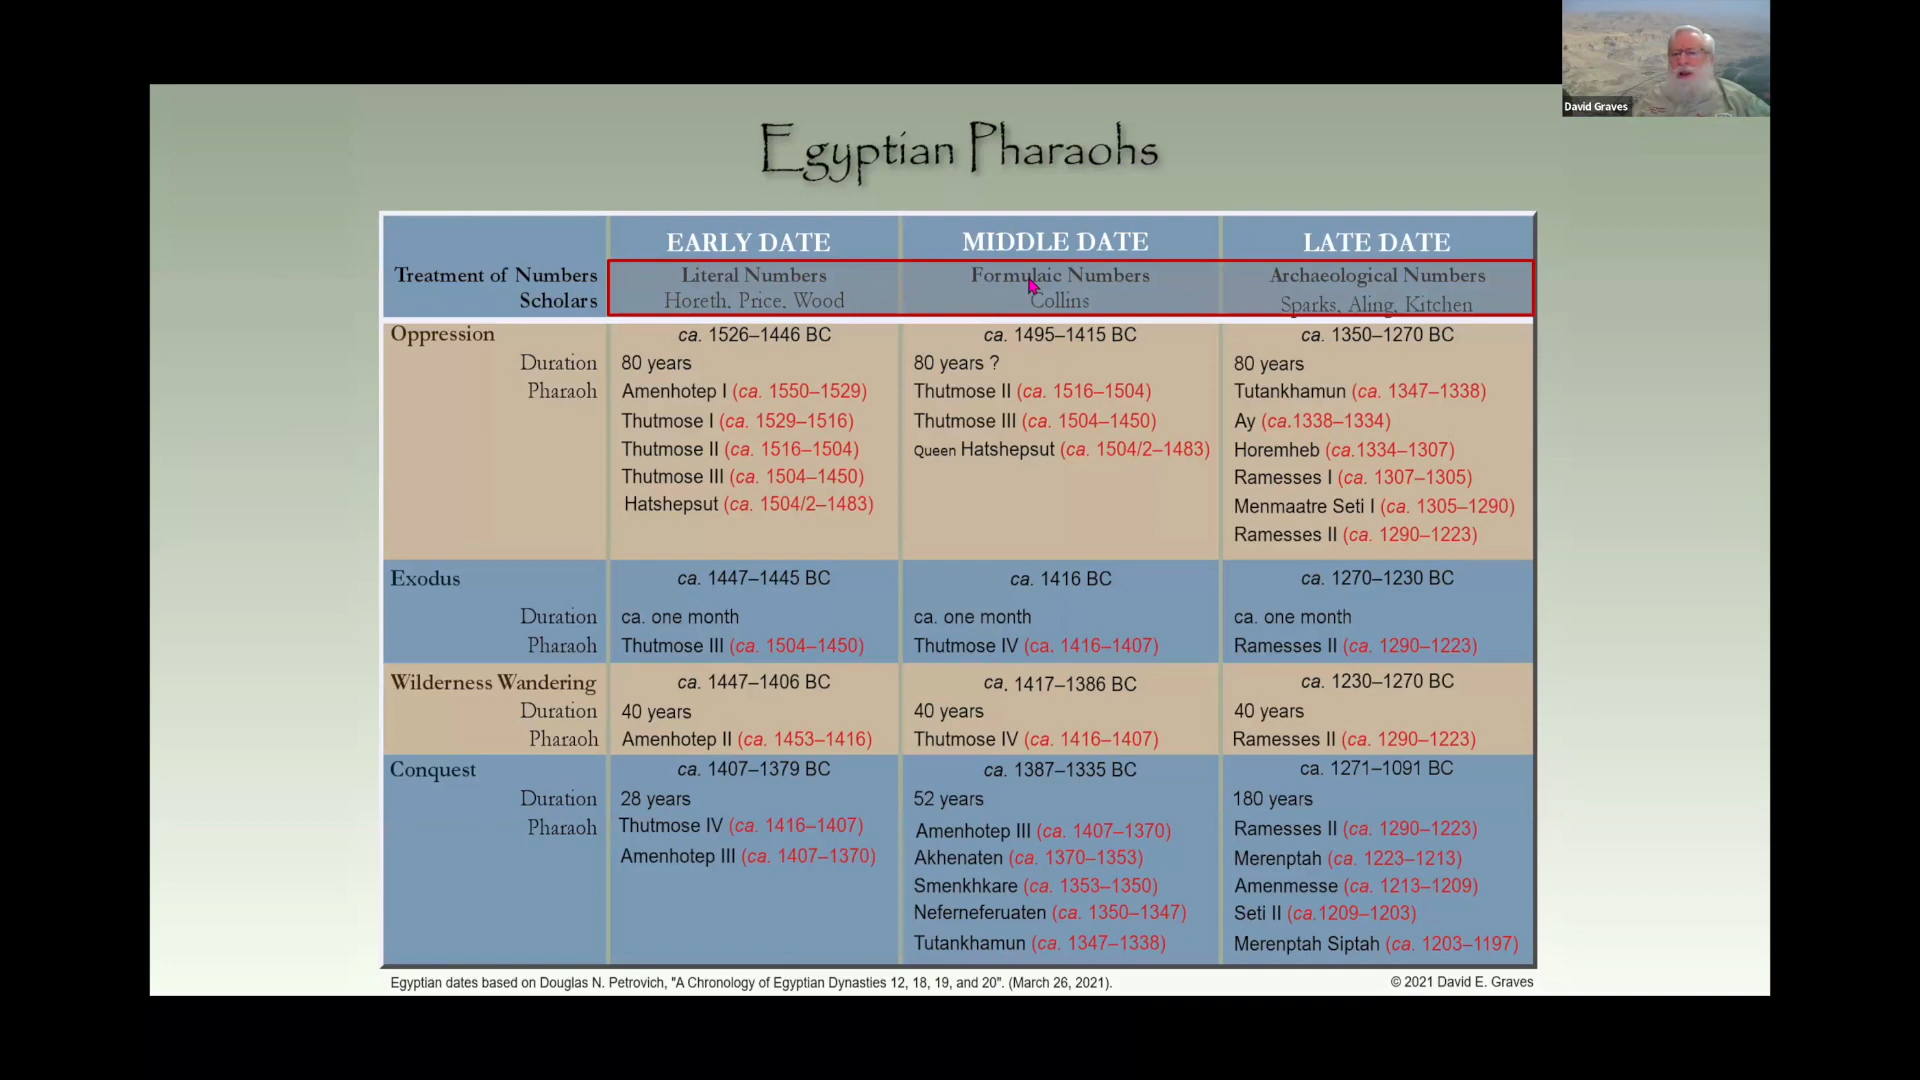 David Graves
Egyptian Pharaohs
EARLY DATE MIDDLE DATE LATE DATE
Treatment of Numbers Literal Numbers Formulaic Numbers Archaeological Numbers
Scholars Horeth, Price, Wood Collins Sparks, Aling, Kitchen
Oppression ca. 1526–1446 BC ca. 1495–1415 BC ca. 1350–1270 BC
Duration 80 years 80 years ? 80 years
Pharaoh Amenhotep I (ca. 1550–1529) Thutmose II (ca. 1516–1504) Tutankhamun (ca. 1347–1338)
Thutmose I (ca. 1529–1516) Thutmose III (ca. 1504–1450) Ay (ca.1338–1334)
Thutmose II (ca. 1516–1504) Queen Hatshepsut (ca. 1504/2–1483) Horemheb (ca.1334–1307)
Thutmose III (ca. 1504–1450) Ramesses I (ca. 1307–1305)
Hatshepsut (ca. 1504/2–1483) Menmaatre Seti I (ca. 1305–1290)
Ramesses II (ca. 1290–1223)
Exodus ca. 1447–1445 BC ca. 1416 BC ca. 1270–1230 BC
Duration ca. one month ca. one month ca. one month
Pharaoh Thutmose III (ca. 1504–1450) Thutmose IV (ca. 1416–1407) Ramesses II (ca. 1290–1223)
Wilderness Wandering ca. 1447–1406 BC ca. 1417–1386 BC ca. 1230–1270 BC
Duration 40 years 40 years 40 years
Pharaoh Amenhotep II (ca. 1453–1416) Thutmose IV (ca. 1416–1407) Ramesses II (ca. 1290–1223)
Conquest ca. 1407–1379 BC ca. 1387–1335 BC ca. 1271–1091 BC
Duration 28 years 52 years 180 years
Pharaoh Thutmose IV (ca. 1416–1407) Amenhotep III (ca. 1407–1370) Ramesses II (ca. 1290–1223)
Amenhotep III (ca. 1407–1370) Akhenaten (ca. 1370–1353) Merenptah (ca. 1223–1213)
Smenkhkare (ca. 1353–1350) Amenmesse (ca. 1213–1209)
Neferneferuaten (ca. 1350–1347) Seti II (ca.1209–1203)
Tutankhamun (ca. 1347–1338) Merenptah Siptah (ca. 1203–1197)
Egyptian dates based on Douglas N. Petrovich, "A Chronology of Egyptian Dynasties 12, 18, 19, and 20". (March 26, 2021). © 2021 David E. Graves